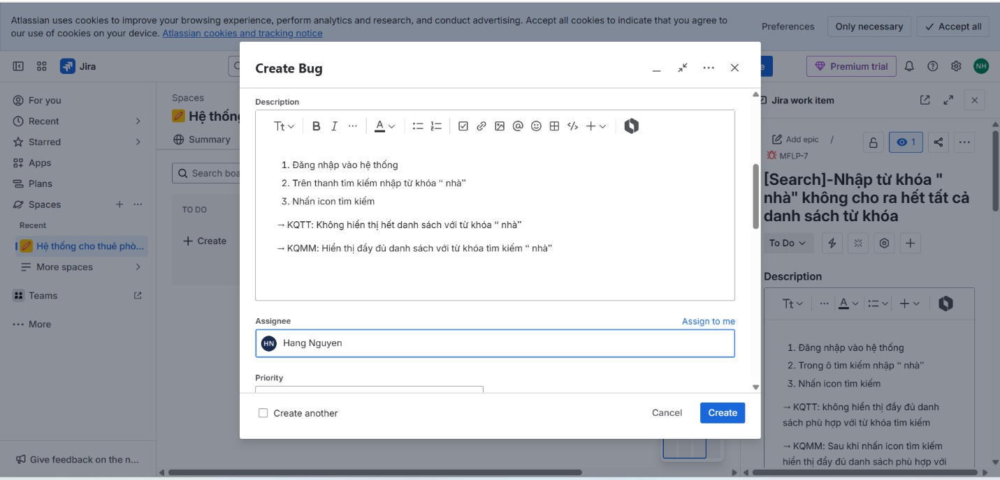 Atlassian uses cookies to improve your browsing experience, perform analytics and research, and conduct advertising. Accept all cookies to indicate that you agree to
our use of cookies on your device. Atlassian cookies and tracking notice
Preferences
Only necessary
Accept all
Jira
Premium trial
NH
For you
Recent
Starred
Apps
Plans
Spaces
Recent
Hệ thống cho thuê phò...
More spaces
Teams
More
Give feedback on the n...
Spaces
Hệ thống
Summary
Search boa
TO DO
Create
Create Bug
Description
Tt
B I
A
1. Đăng nhập vào hệ thống
2. Trên thanh tìm kiếm nhập từ khóa “ nhà”
3. Nhấn icon tìm kiếm
→ KQTT: Không hiển thị hết danh sách với từ khóa “ nhà”
→ KQMM: Hiển thị đầy đủ danh sách với từ khóa tìm kiếm “ nhà”
Assignee
Assign to me
HN Hang Nguyen
Priority
Create another
Cancel
Create
Jira work item
Add epic /
1
MFLP-7
[Search]-Nhập từ khóa "
nhà" không cho ra hết tất cả
danh sách từ khóa
To Do
Description
Tt
A
1. Đăng nhập vào hệ thống
2. Trong ô tìm kiếm nhập “ nhà”
3. Nhấn icon tìm kiếm
→ KQTT: không hiển thị đầy đủ danh
sách phù hợp với từ khóa tìm kiếm
→ KQMM: Sau khi nhấn icon tìm kiếm
hiển thị đẩy đủ danh sách phù hợp với